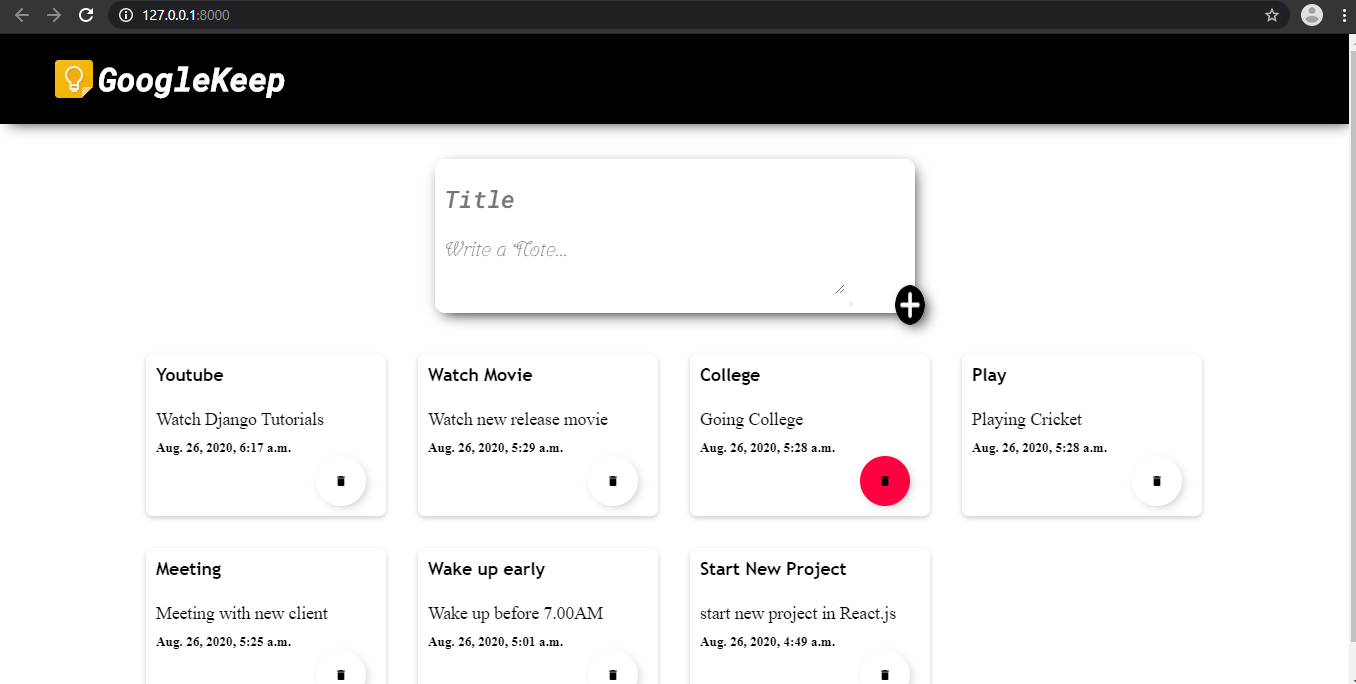 127.0.0.1:8000
GoogleKeep
Title
Write a Note...
Youtube
Watch Django Tutorials
Aug. 26, 2020, 6:17 a.m.
Watch Movie
Watch new release movie
Aug. 26, 2020, 5:29 a.m.
College
Going College
Aug. 26, 2020, 5:28 a.m.
Play
Playing Cricket
Aug. 26, 2020, 5:28 a.m.
Meeting
Meeting with new client
Aug. 26, 2020, 5:25 a.m.
Wake up early
Wake up before 7.00AM
Aug. 26, 2020, 5:01 a.m.
Start New Project
start new project in React.js
Aug. 26, 2020, 4:49 a.m.